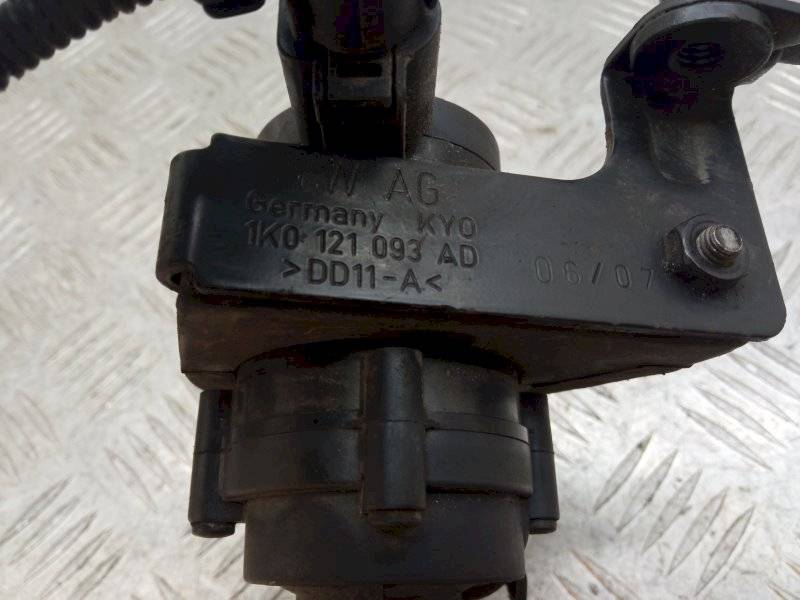 VW AG
Germany KYO
1K0 121 093 AD
>DD11-A<
06/07